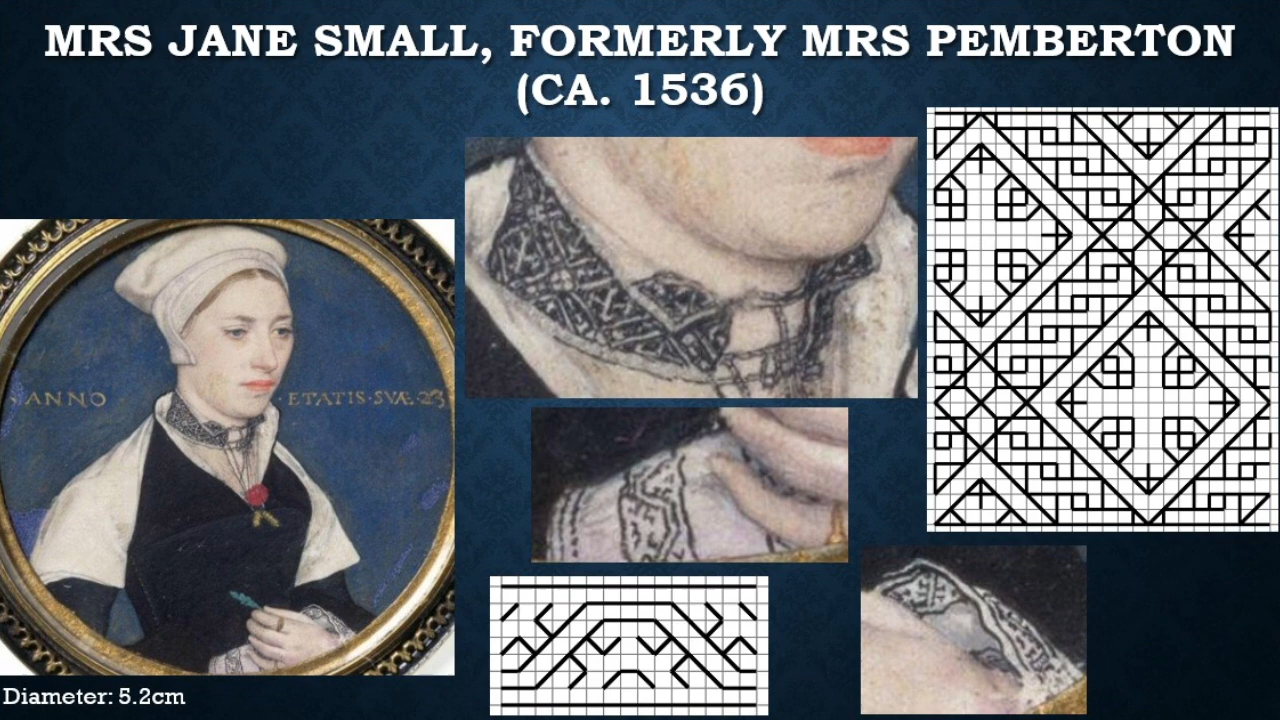 MRS JANE SMALL, FORMERLY MRS PEMBERTON
(CA. 1536)
ANNO
ETATIS·SVÆ·23
Diameter: 5.2cm